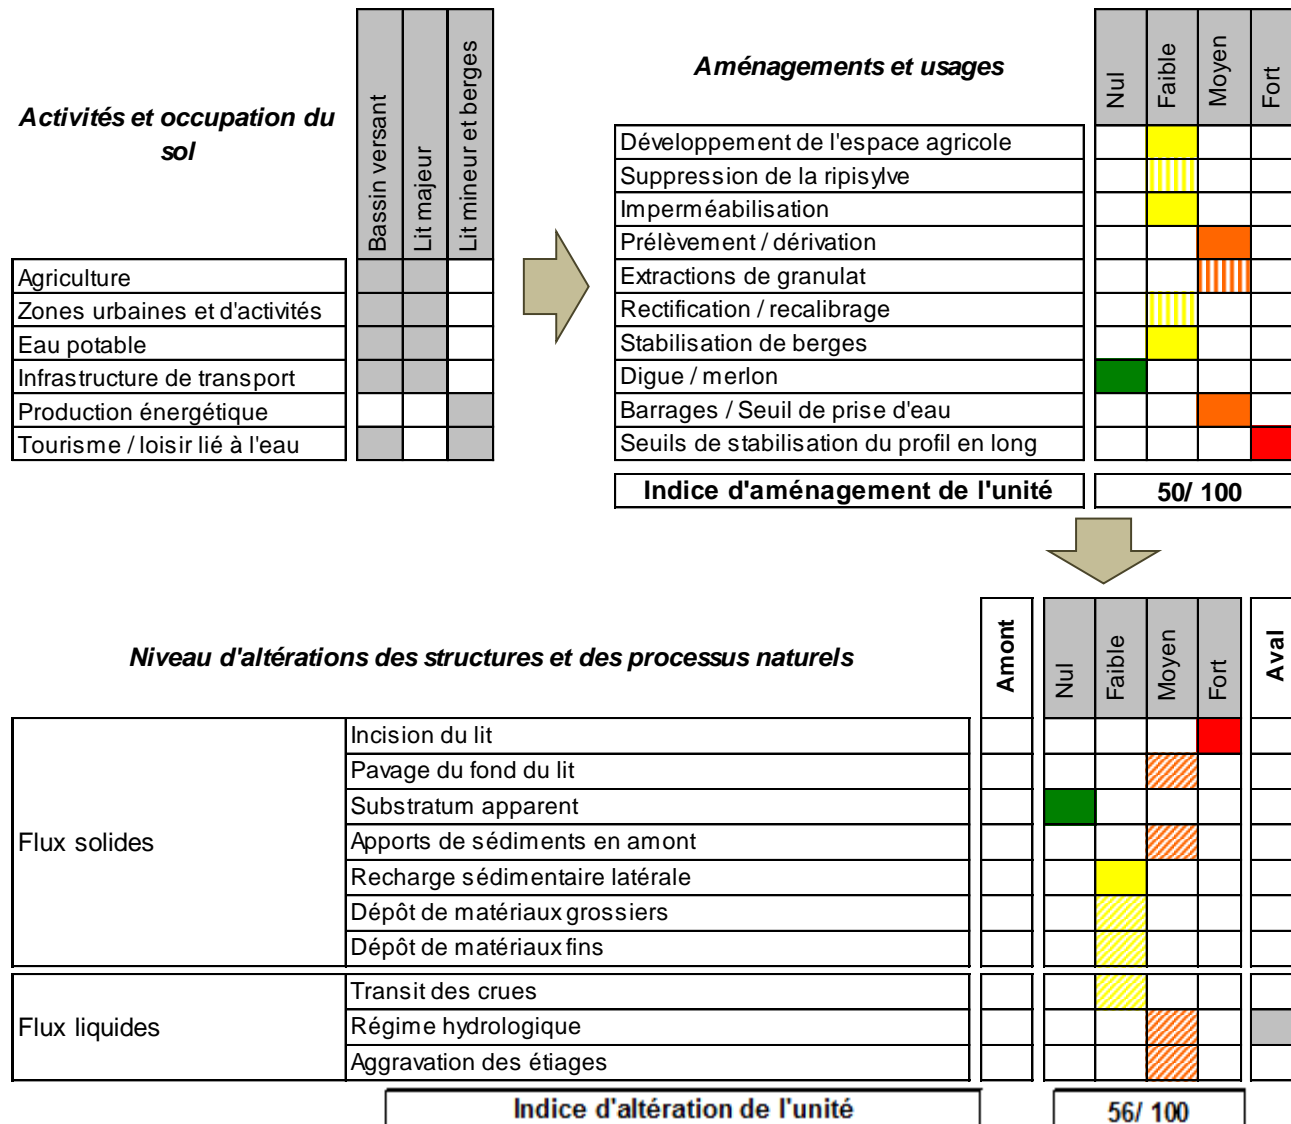 Activités et occupation du
sol
Bassin versant
Lit majeur
Lit mineur et berges
Agriculture
Zones urbaines et d'activités
Eau potable
Infrastructure de transport
Production énergétique
Tourisme / loisir lié à l'eau
Aménagements et usages
Nul
Faible
Moyen
Fort
Développement de l'espace agricole
Suppression de la ripisylve
Imperméabilisation
Prélèvement / dérivation
Extractions de granulat
Rectification / recalibrage
Stabilisation de berges
Digue / merlon
Barrages / Seuil de prise d'eau
Seuils de stabilisation du profil en long
Indice d'aménagement de l'unité
50/ 100
Niveau d'altérations des structures et des processus naturels
Amont
Nul
Faible
Moyen
Fort
Aval
Flux solides
Incision du lit
Pavage du fond du lit
Substratum apparent
Apports de sédiments en amont
Recharge sédimentaire latérale
Dépôt de matériaux grossiers
Dépôt de matériaux fins
Flux liquides
Transit des crues
Régime hydrologique
Aggravation des étiages
Indice d'altération de l'unité
56/ 100